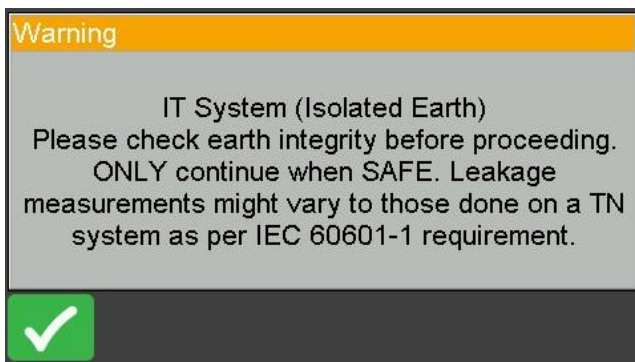 Warning
IT System (Isolated Earth)
Please check earth integrity before proceeding.
ONLY continue when SAFE. Leakage
measurements might vary to those done on a TN
system as per IEC 60601-1 requirement.